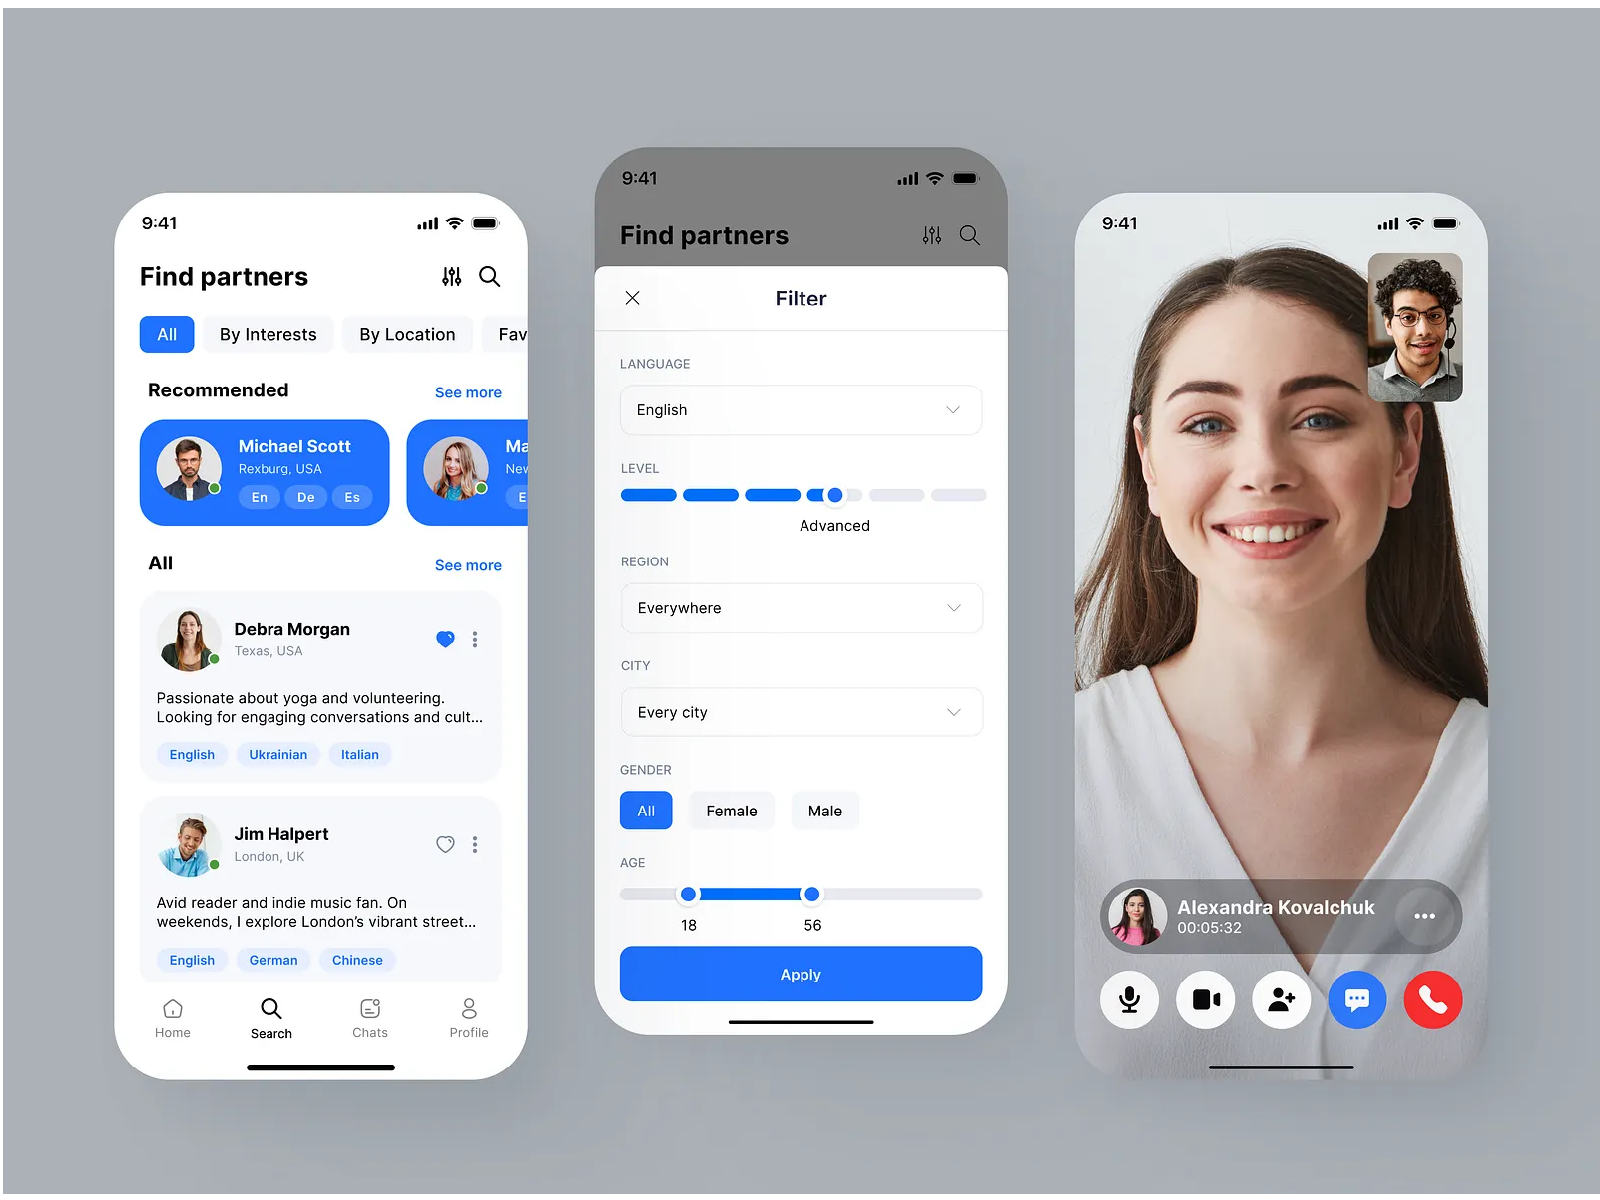 9:41
Find partners
All
By Interests
By Location
Fav
Recommended
See more
Michael Scott
Rexburg, USA
En
De
Es
Ma
New
E
All
See more
Debra Morgan
Texas, USA
Passionate about yoga and volunteering.
Looking for engaging conversations and cult...
English
Ukrainian
Italian
Jim Halpert
London, UK
Avid reader and indie music fan. On
weekends, I explore London’s vibrant street...
English
German
Chinese
Home
Search
Chats
Profile
9:41
Find partners
Filter
LANGUAGE
English
LEVEL
Advanced
REGION
Everywhere
CITY
Every city
GENDER
All
Female
Male
AGE
18
56
Apply
9:41
Alexandra Kovalchuk
00:05:32